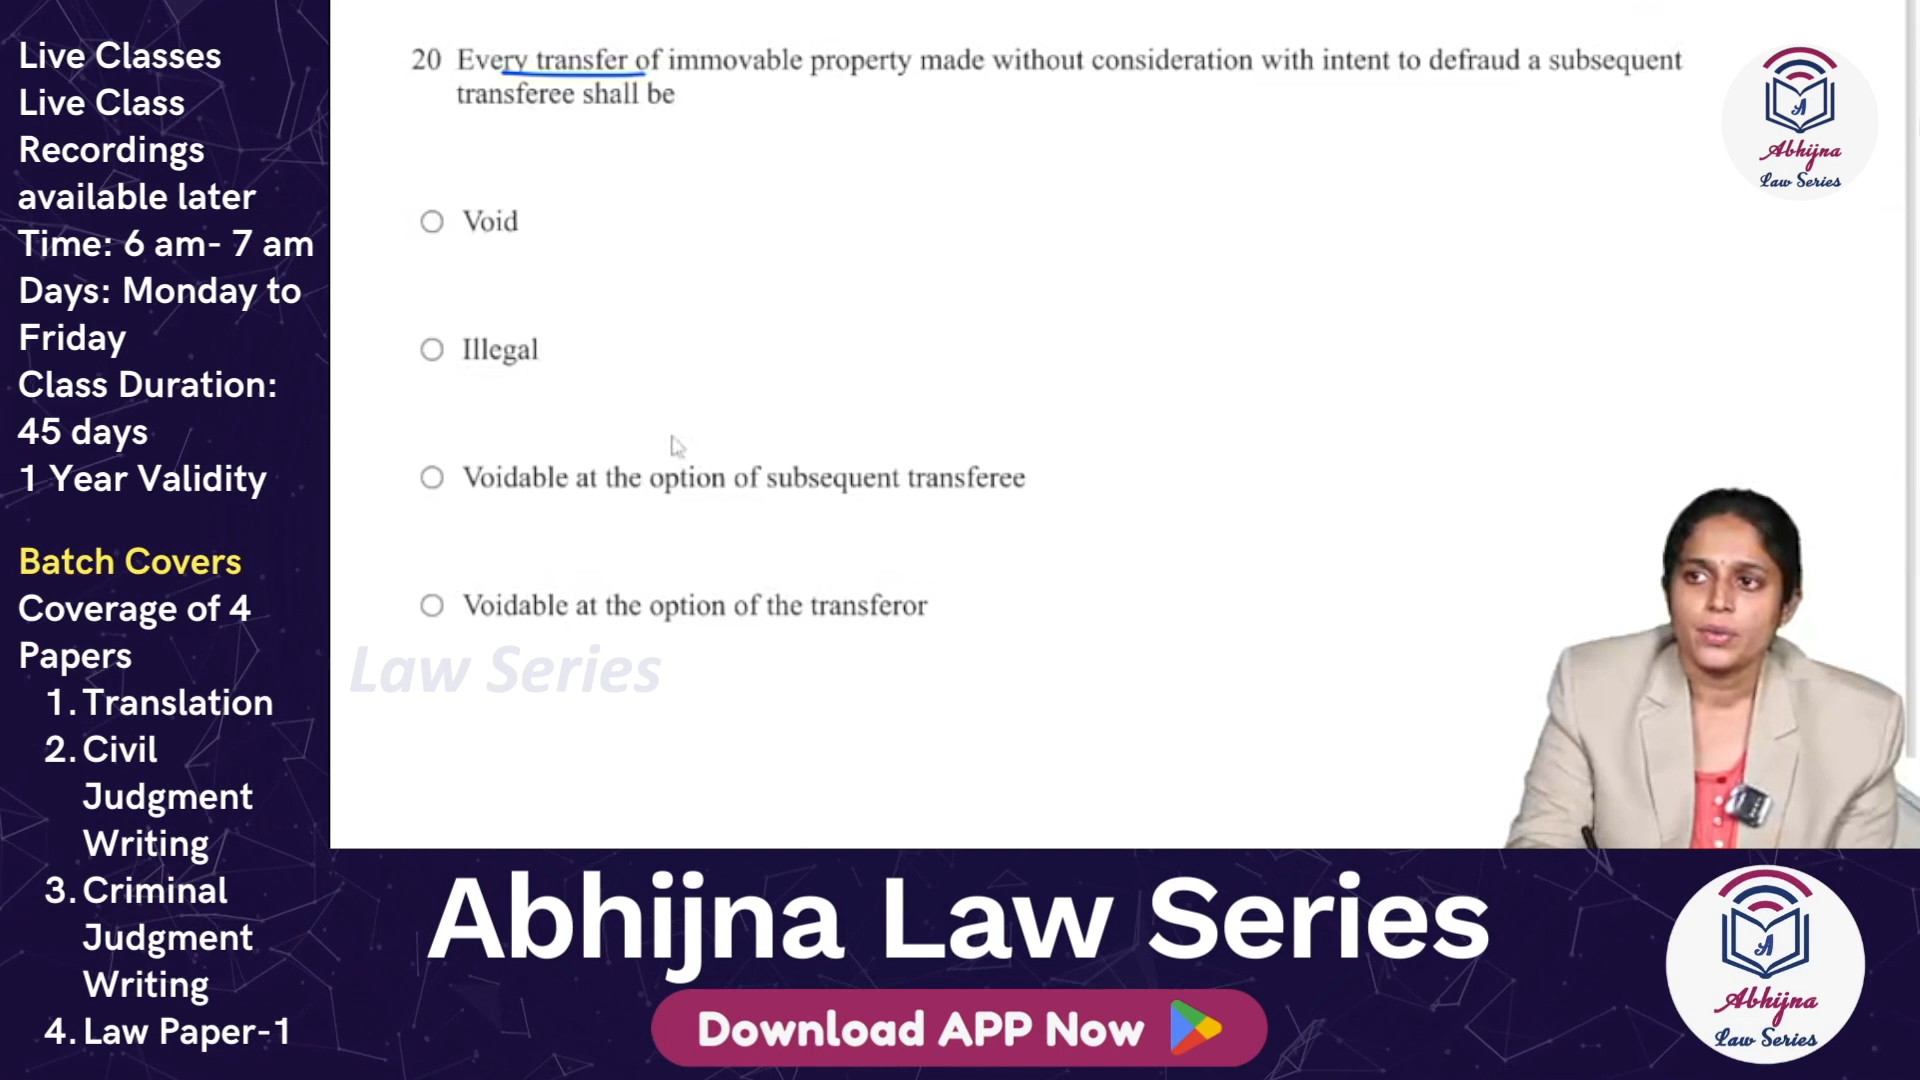 Live Classes
Live Class
Recordings
available later
Time: 6 am- 7 am
Days: Monday to
Friday
Class Duration:
45 days
1 Year Validity
Batch Covers
Coverage of 4
Papers
1. Translation
2. Civil
Judgment
Writing
3. Criminal
Judgment
Writing
4. Law Paper-1
20 Every transfer of immovable property made without consideration with intent to defraud a subsequent
transferee shall be
Void
Illegal
Voidable at the option of subsequent transferee
Voidable at the option of the transferor
Law Series
A
Abhijna
Law Series
Abhijna Law Series
Download APP Now
A
Abhijna
Law Series